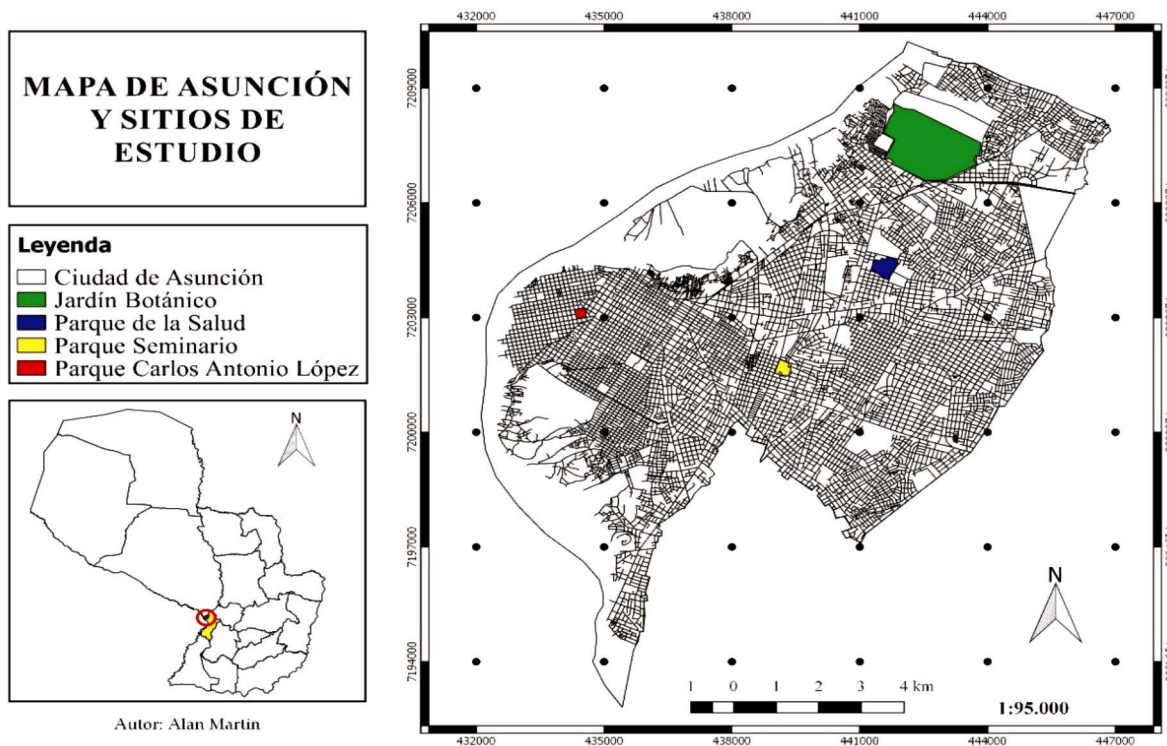 MAPA DE ASUNCIÓN
Y SITIOS DE
ESTUDIO
Leyenda
Ciudad de Asunción
Jardín Botánico
Parque de la Salud
Parque Seminario
Parque Carlos Antonio López
N
Autor: Alan Martin
432000 435000 438000 441000 444000 447000
7209000
7206000
7203000
7200000
7197000
7194000
N
1 0 1 2 3 4 km
1:95.000
432000 435000 438000 441000 444000 447000